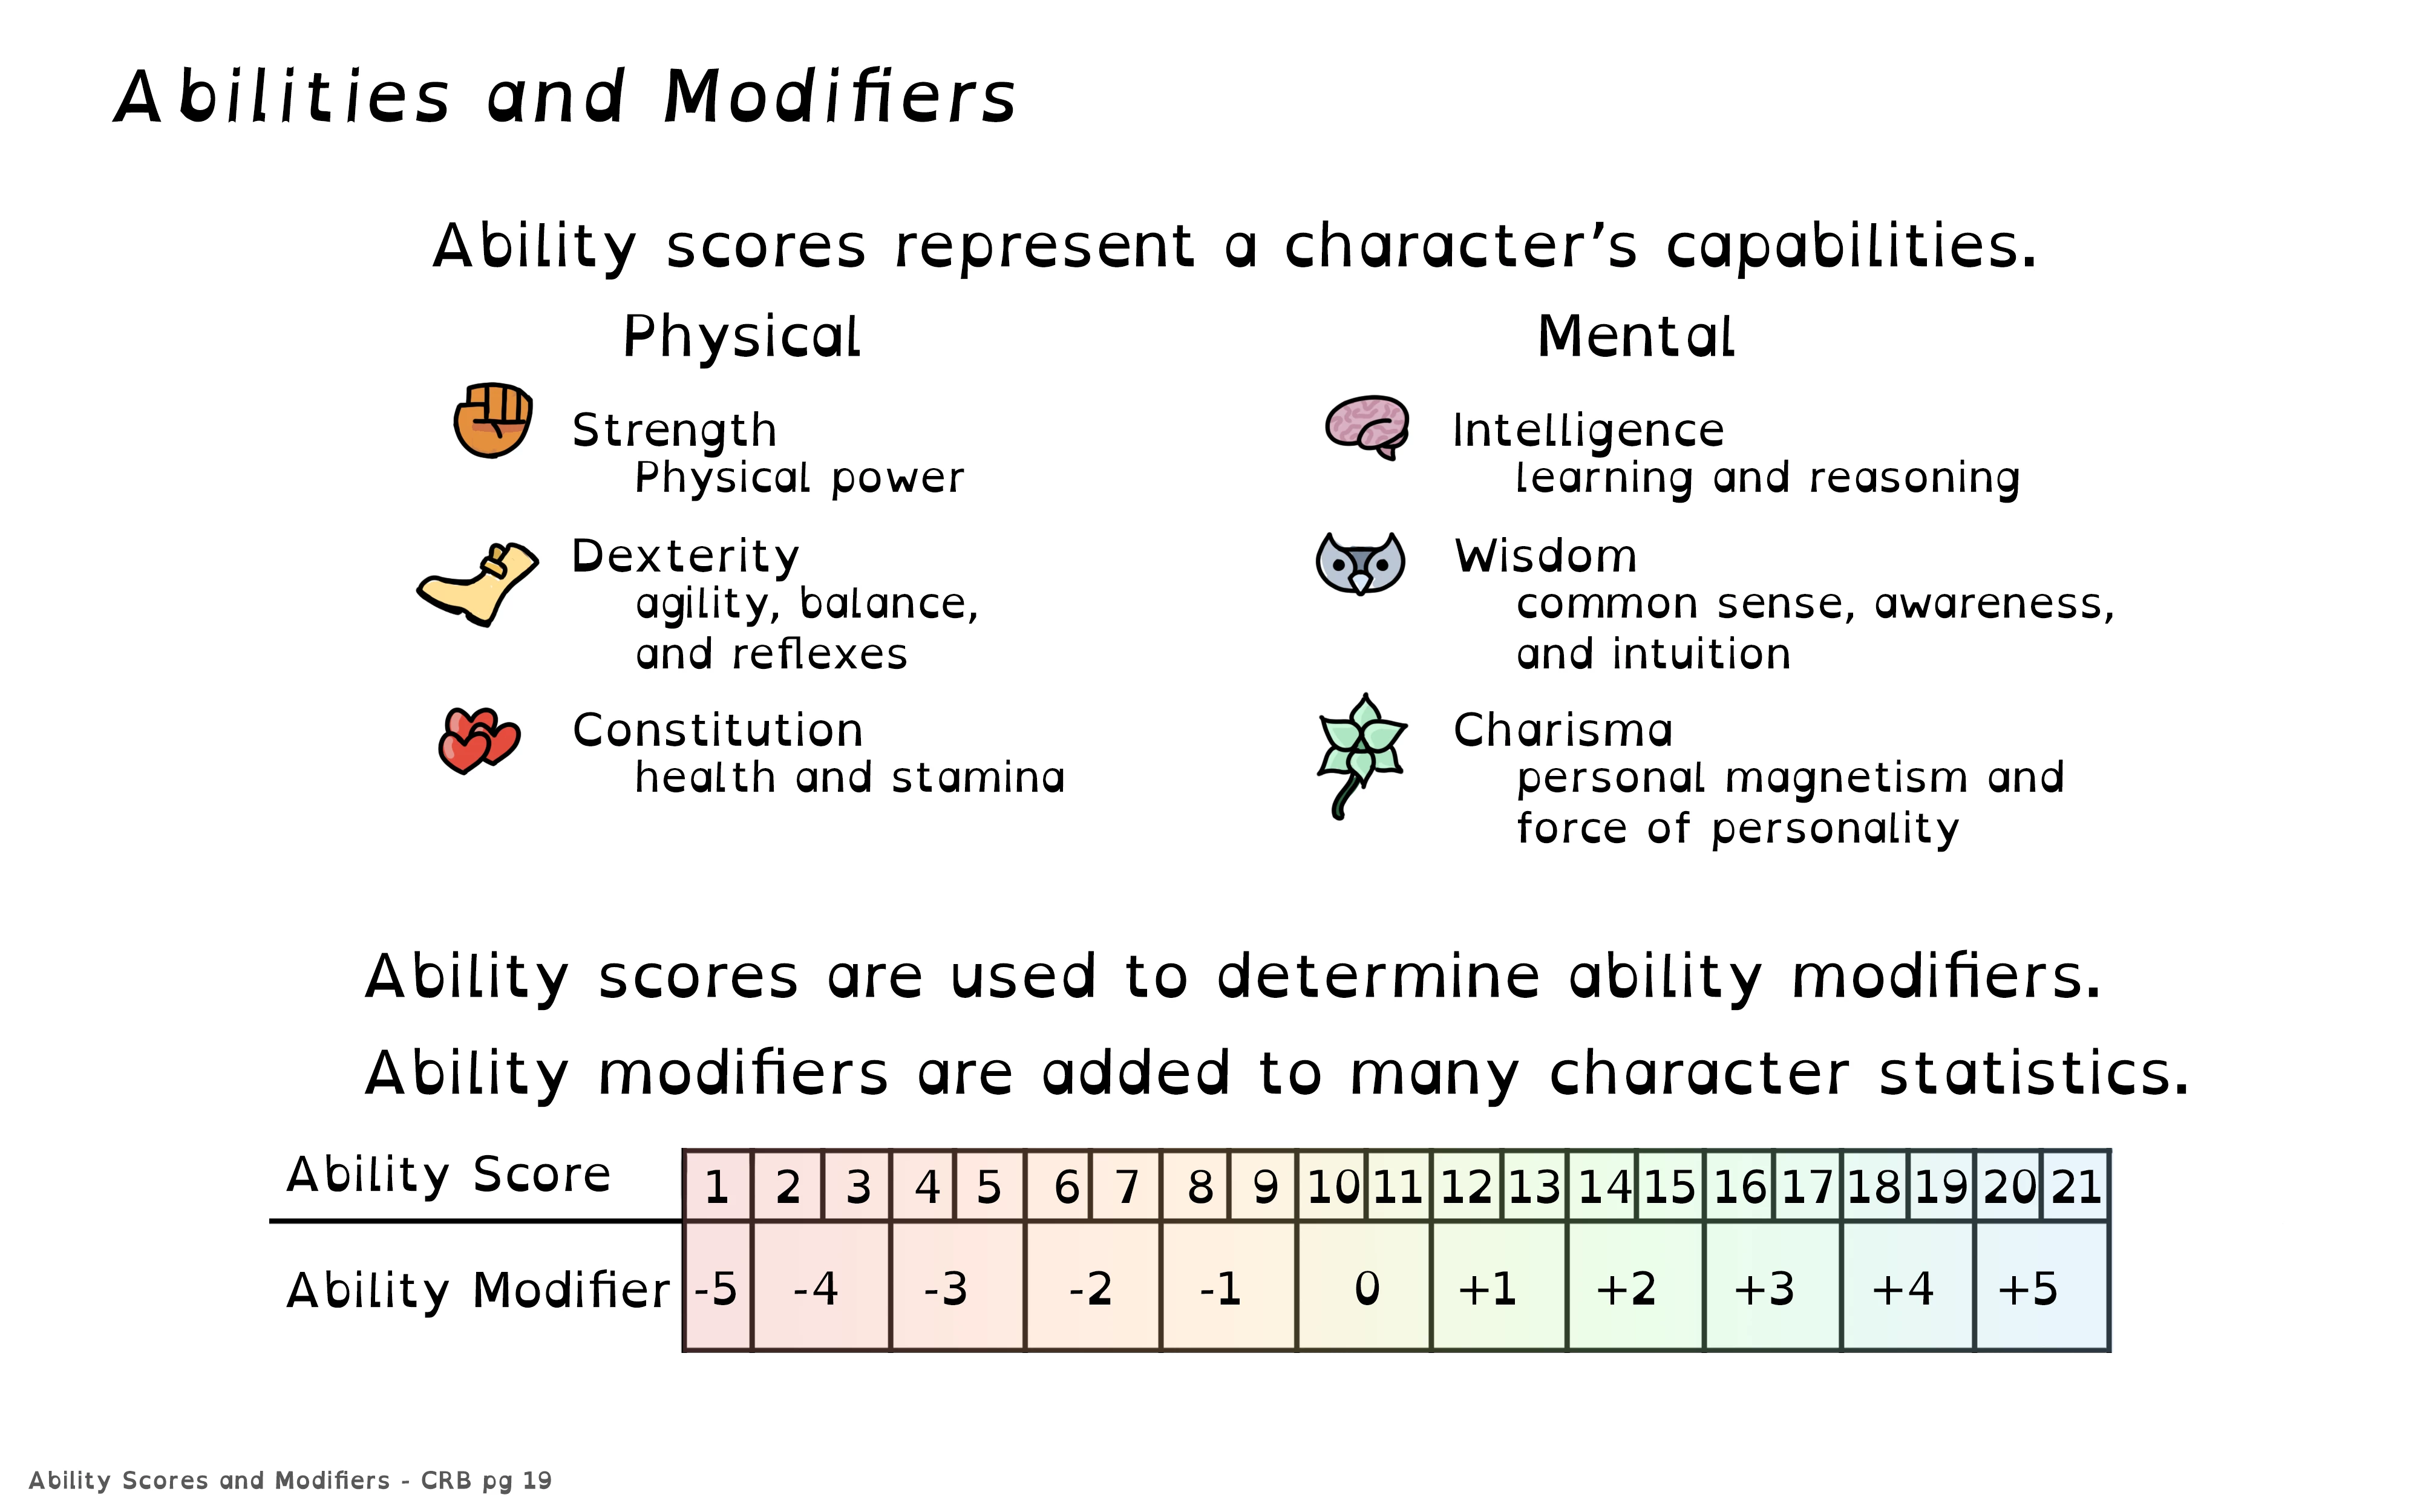 Abilities and Modifiers
Ability scores represent a character’s capabilities.
Physical
Strength
Physical power
Dexterity
agility, balance,
and reflexes
Constitution
health and stamina
Mental
Intelligence
learning and reasoning
Wisdom
common sense, awareness,
and intuition
Charisma
personal magnetism and
force of personality
Ability scores are used to determine ability modifiers.
Ability modifiers are added to many character statistics.
Ability Score 1 2 3 4 5 6 7 8 9 10 11 12 13 14 15 16 17 18 19 20 21
Ability Modifier -5 -4 -3 -2 -1 0 +1 +2 +3 +4 +5
Ability Scores and Modifiers - CRB pg 19